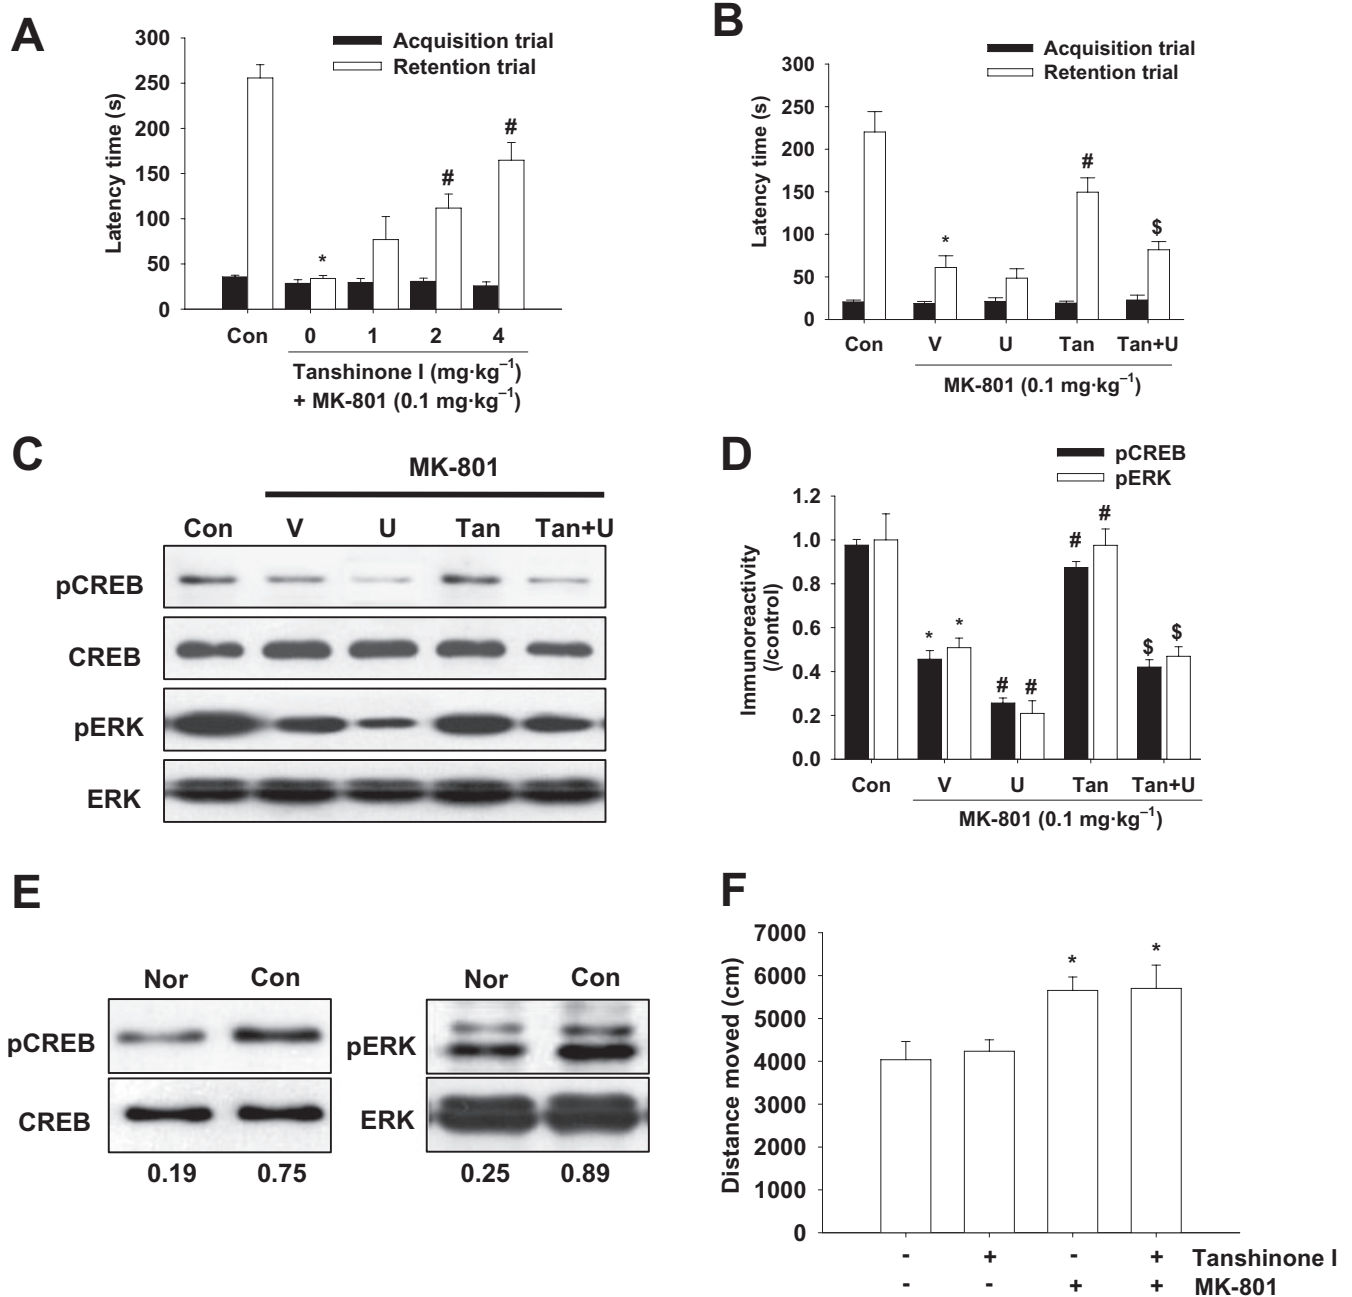 A
Acquisition trial
Retention trial
Latency time (s)
300
250
200
150
100
50
0
*
#
#
Con 0 1 2 4
Tanshinone I (mg·kg⁻¹)
+ MK-801 (0.1 mg·kg⁻¹)
B
Acquisition trial
Retention trial
Latency time (s)
300
250
200
150
100
50
0
*
#
$
Con V U Tan Tan+U
MK-801 (0.1 mg·kg⁻¹)
C
MK-801
Con V U Tan Tan+U
pCREB
CREB
pERK
ERK
D
pCREB
pERK
Immunoreactivity
(/control)
1.2
1.0
0.8
0.6
0.4
0.2
0.0
* *
# #
# #
$ $
Con V U Tan Tan+U
MK-801 (0.1 mg·kg⁻¹)
E
Nor Con
pCREB
CREB
0.19 0.75
Nor Con
pERK
ERK
0.25 0.89
F
Distance moved (cm)
7000
6000
5000
4000
3000
2000
1000
0
* *
- + - + Tanshinone I
- - + + MK-801